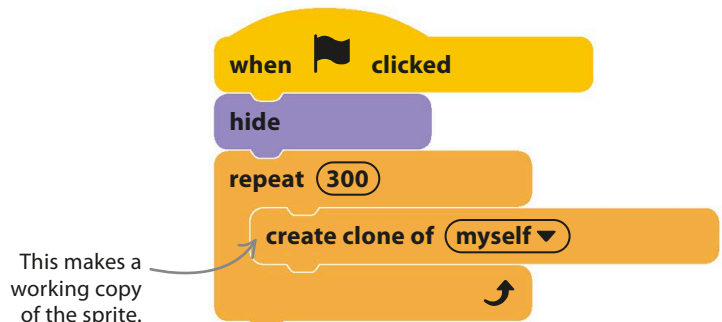 when clicked
hide
repeat 300
create clone of myself
This makes a
working copy
of the sprite.